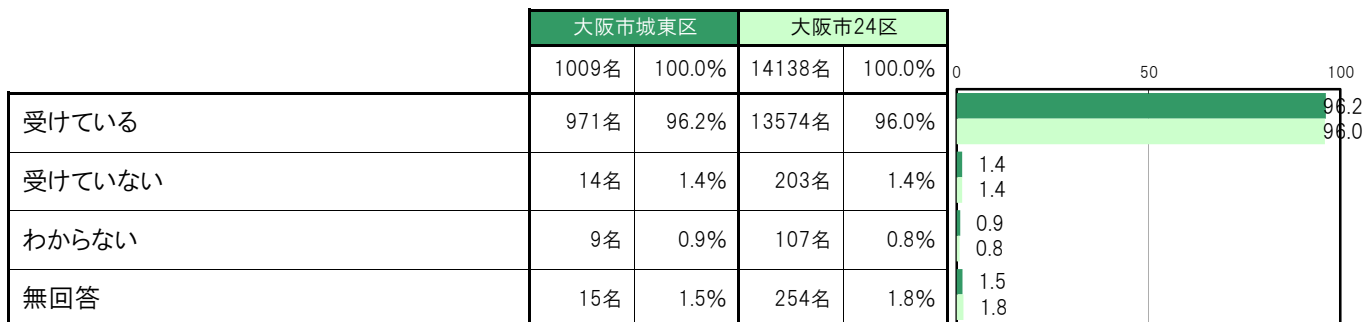 大阪市城東区 大阪市24区
1009名 100.0% 14138名 100.0%
0 50 100
受けている 971名 96.2% 13574名 96.0%
96.2
96.0
受けていない 14名 1.4% 203名 1.4%
1.4
1.4
わからない 9名 0.9% 107名 0.8%
0.9
0.8
無回答 15名 1.5% 254名 1.8%
1.5
1.8